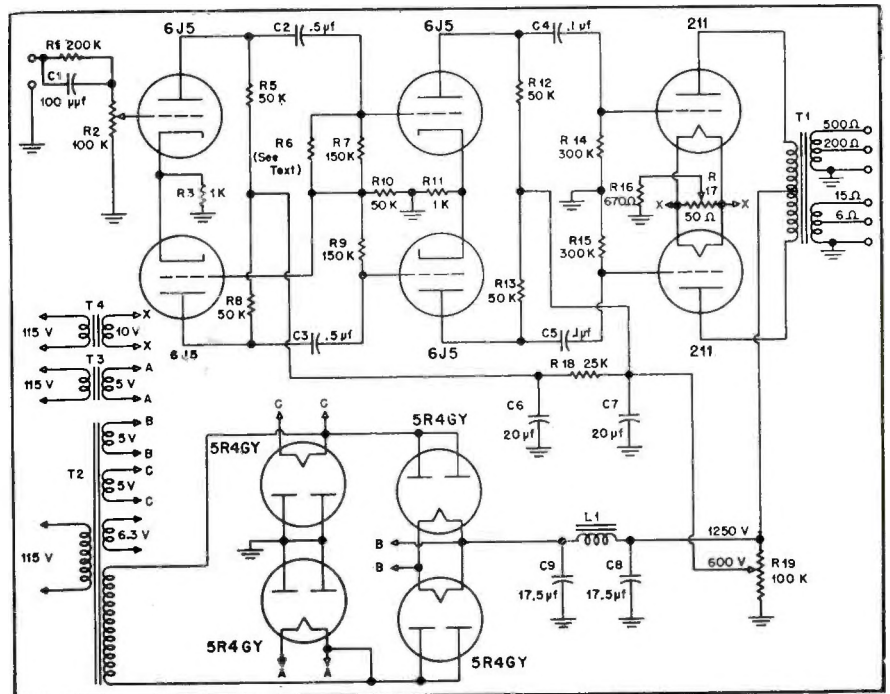 6J5
C2 .5µf
6J5
C4 .1µf
211
R1 200K
C1
100 µµf
R2
100 K
R5
50 K
R6
(See
Text)
R7
150K
R3 1K
R10
50K
R11
1K
R12
50K
R14
300K
R16
670Ω
R
17
X
50 Ω
X
T1
500Ω
200Ω
15Ω
6Ω
R9
150K
R8
50K
R13
50K
R15
300K
6J5
C3 .5µf
6J5
C5 .1µf
211
T4
115 V
10V
X
X
T3
115 V
5V
A
A
R18 25K
C6
20µf
C7
20µf
T2
5V
B
B
5V
C
C
6.3 V
115V
C
C
5R4GY
5R4GY
B
B
L1
1250 V
600 V
R19
100 K
C9
17.5µf
C8
17.5µf
5R4GY
A
A
5R4GY